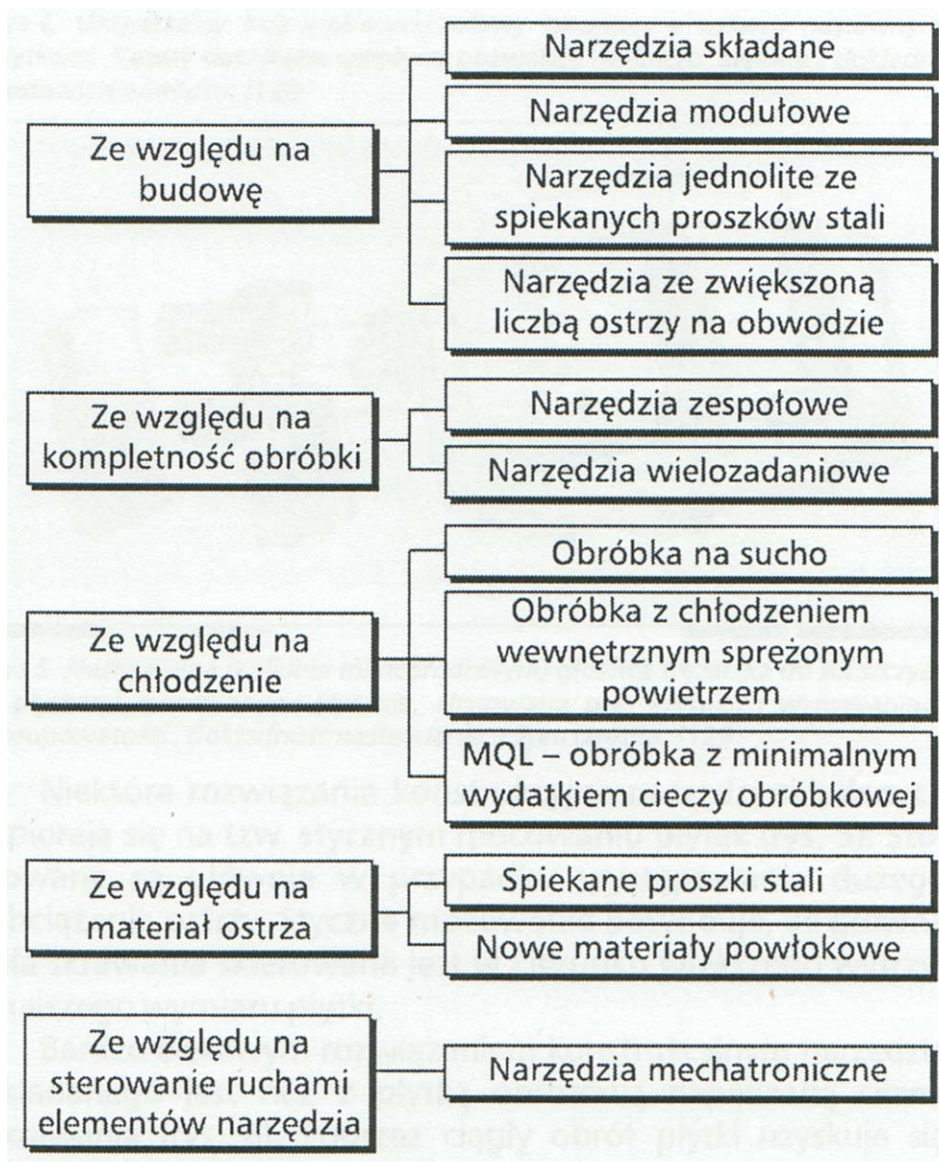 Ze względu na
budowę
Narzędzia składane
Narzędzia modułowe
Narzędzia jednolite ze
spiekanych proszków stali
Narzędzia ze zwiększoną
liczbą ostrzy na obwodzie
Ze względu na
kompletność obróbki
Narzędzia zespołowe
Narzędzia wielozadaniowe
Ze względu na
chłodzenie
Obróbka na sucho
Obróbka z chłodzeniem
wewnętrznym sprężonym
powietrzem
MQL – obróbka z minimalnym
wydatkiem cieczy obróbkowej
Ze względu na
materiał ostrza
Spiekane proszki stali
Nowe materiały powłokowe
Ze względu na
sterowanie ruchami
elementów narzędzia
Narzędzia mechatroniczne